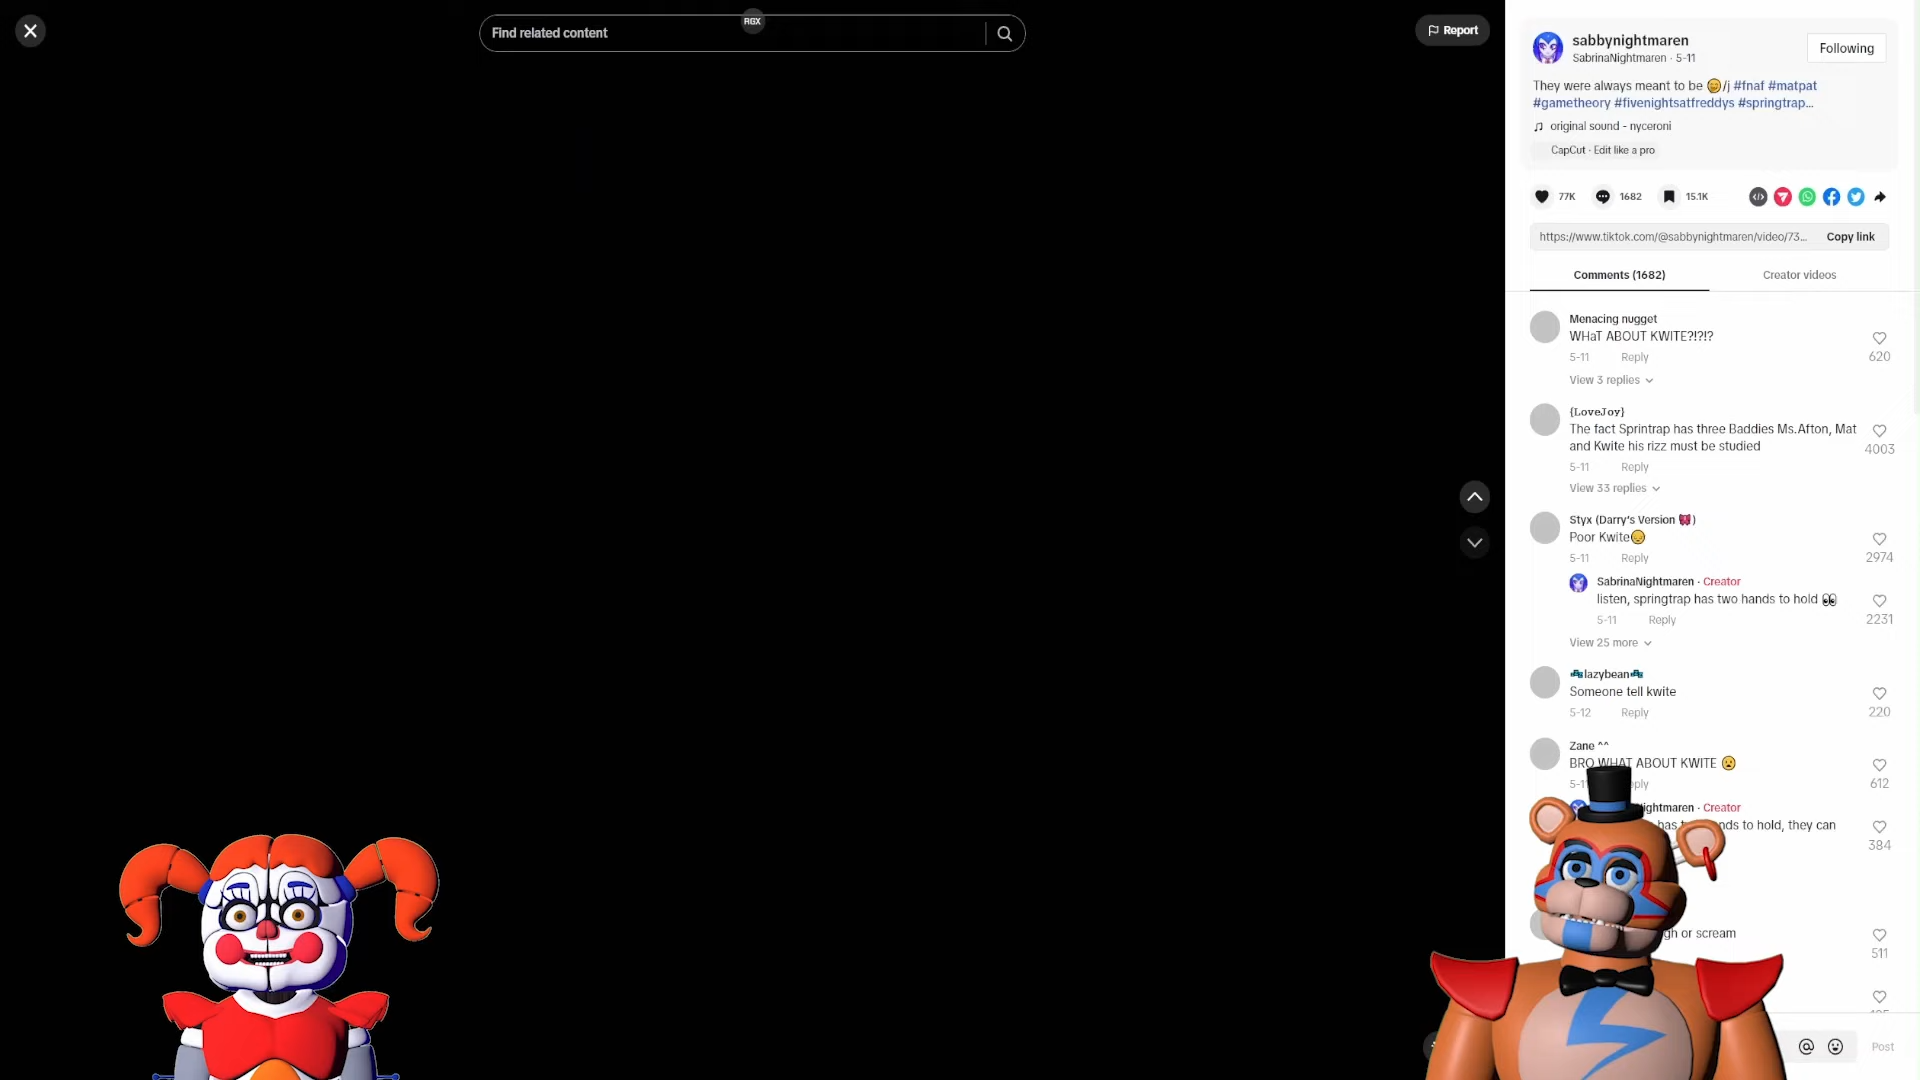 RGX
Find related content
Report
sabbynightmaren
SabrinaNightmaren · 5-11
Following
They were always meant to be 🤭/j #fnaf #matpat
#gametheory #fivenightsatfreddys #springtrap...
original sound - nyceroni
CapCut · Edit like a pro
77K
1682
15.1K
https://www.tiktok.com/@sabbynightmaren/video/73...
Copy link
Comments (1682)
Creator videos
Menacing nugget
WHaT ABOUT KWITE?!?!?
5-11 Reply
620
View 3 replies
{LoveJoy}
The fact Sprintrap has three Baddies Ms.Afton, Mat
and Kwite his rizz must be studied
4003
5-11 Reply
View 33 replies
Styx (Darry's Version 🎀)
Poor Kwite😔
5-11 Reply
2974
SabrinaNightmaren · Creator
listen, springtrap has two hands to hold 👀
5-11 Reply
2231
View 25 more
lazybean
Someone tell kwite
5-12 Reply
220
Zane ^^
BRO WHAT ABOUT KWITE 😦
612
Creator
to hold, they can
384
or scream
511
@
Post